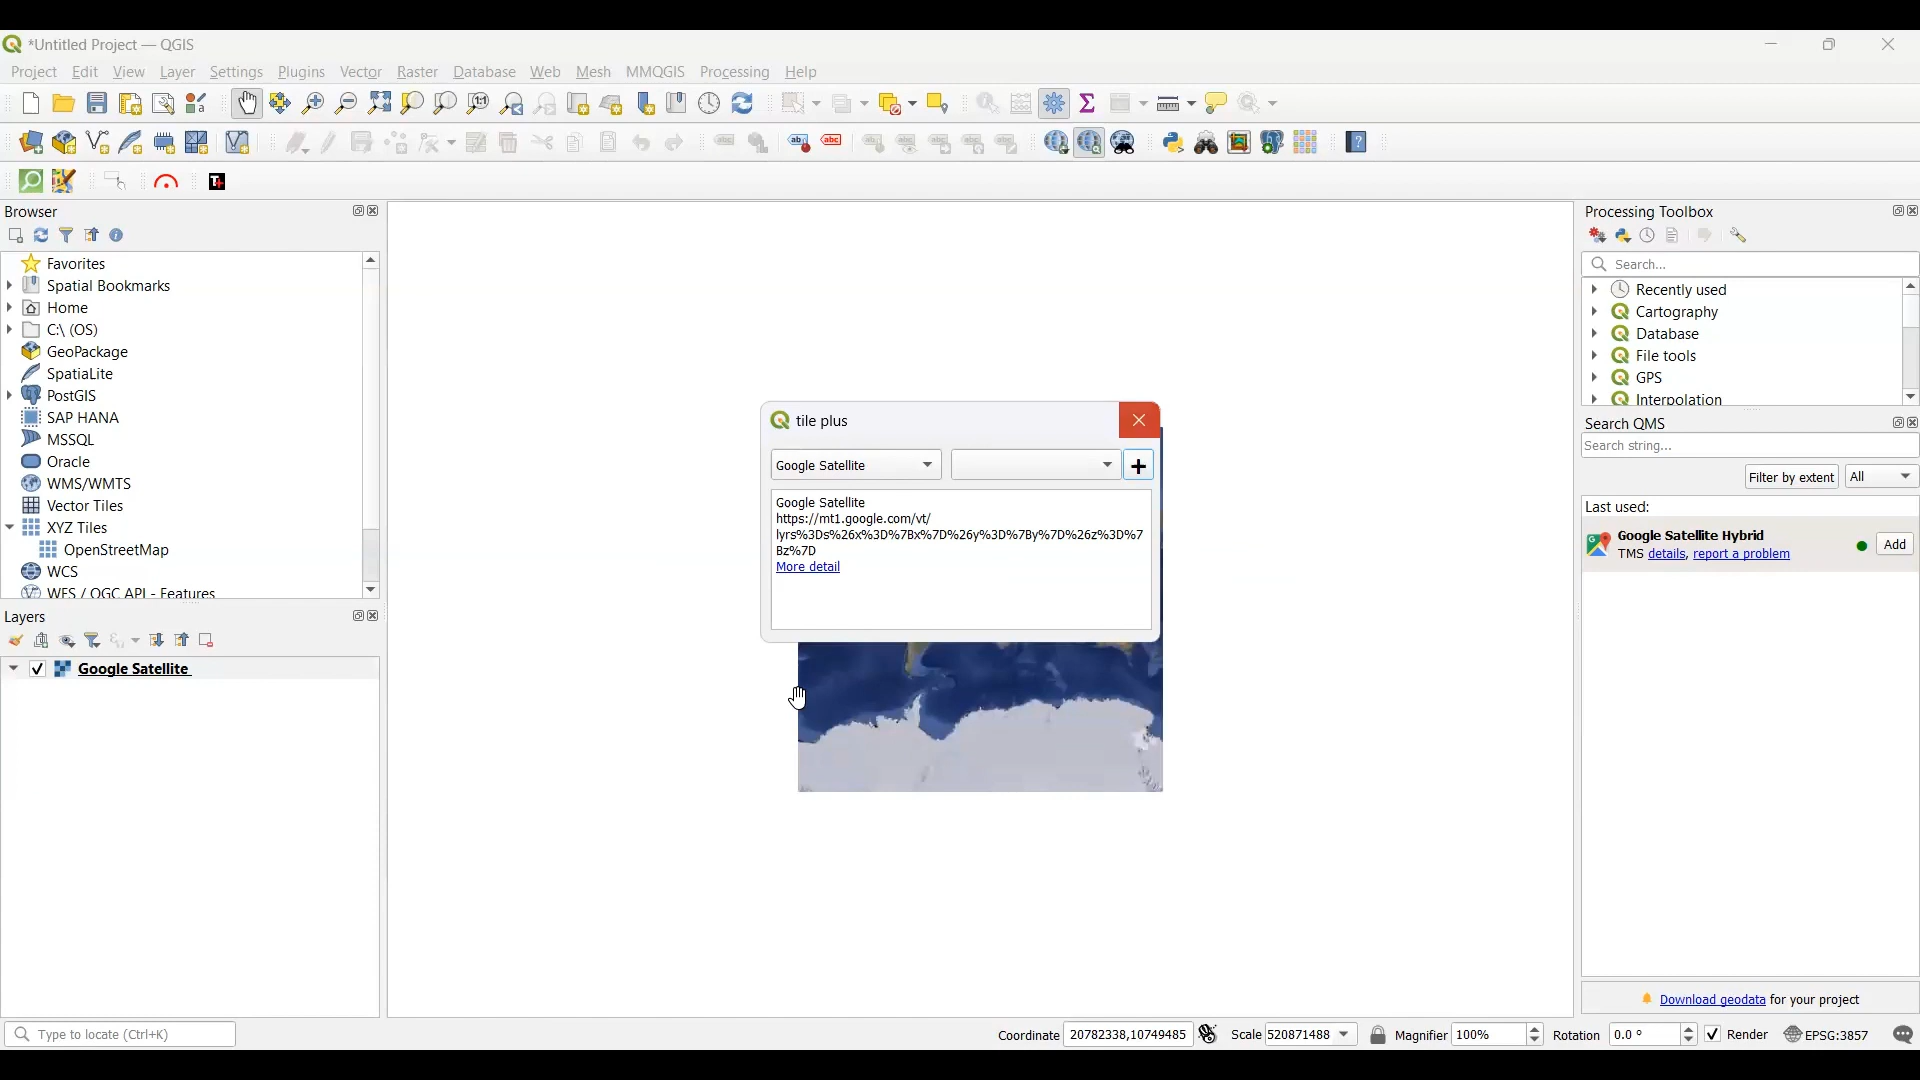 *Untitled Project — QGIS
Project Edit View Layer Settings Plugins Vector Raster Database Web Mesh MMQGIS Processing Help
Browser
Favorites
Spatial Bookmarks
Home
C:\ (OS)
GeoPackage
SpatiaLite
PostGIS
SAP HANA
MSSQL
Oracle
WMS/WMTS
Vector Tiles
XYZ Tiles
OpenStreetMap
WCS
WFS / OGC API - Features
Layers
Google Satellite
tile plus
Google Satellite
Google Satellite
https://mt1.google.com/vt/
lyrs%3Ds%26x%3D%7Bx%7D%26y%3D%7By%7D%26z%3D%7
Bz%7D
More detail
Processing Toolbox
Search...
Recently used
Cartography
Database
File tools
GPS
Interpolation
Search QMS
Search string...
Filter by extent All
Last used:
Google Satellite Hybrid
TMS details, report a problem
Add
Download geodata for your project
Type to locate (Ctrl+K)
Coordinate 20782338,10749485 Scale 520871488 Magnifier 100% Rotation 0.0 ° Render EPSG:3857